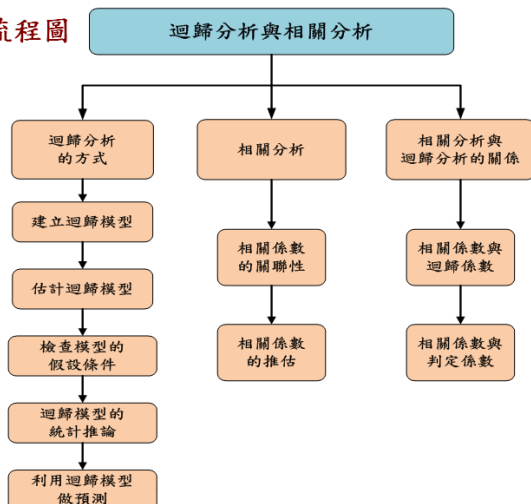 流程圖
迴歸分析與相關分析
迴歸分析
的方式
建立迴歸模型
估計迴歸模型
檢查模型的
假設條件
迴歸模型的
統計推論
利用迴歸模型
做預測
相關分析
相關係數
的關聯性
相關係數
的推估
相關分析與
迴歸分析的關係
相關係數與
迴歸係數
相關係數與
判定係數